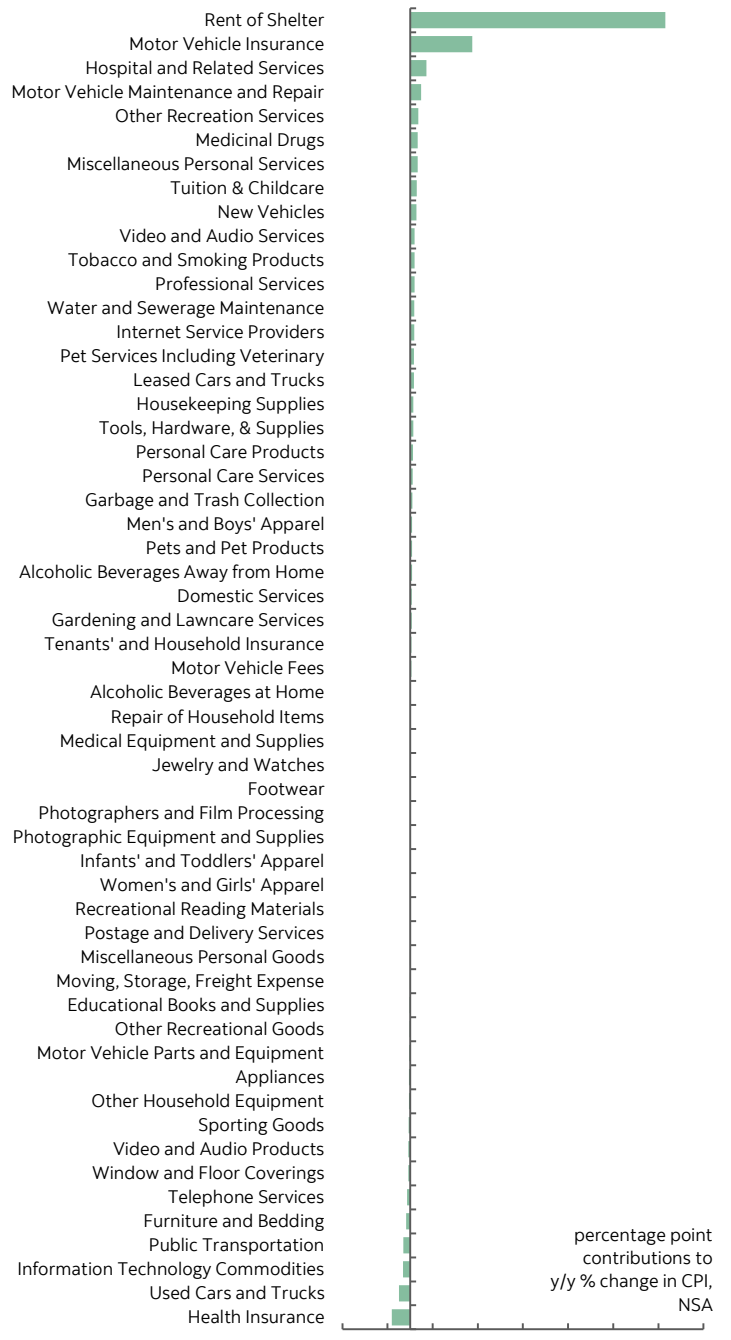 Rent of Shelter
Motor Vehicle Insurance
Hospital and Related Services
Motor Vehicle Maintenance and Repair
Other Recreation Services
Medicinal Drugs
Miscellaneous Personal Services
Tuition & Childcare
New Vehicles
Video and Audio Services
Tobacco and Smoking Products
Professional Services
Water and Sewerage Maintenance
Internet Service Providers
Pet Services Including Veterinary
Leased Cars and Trucks
Housekeeping Supplies
Tools, Hardware, & Supplies
Personal Care Products
Personal Care Services
Garbage and Trash Collection
Men's and Boys' Apparel
Pets and Pet Products
Alcoholic Beverages Away from Home
Domestic Services
Gardening and Lawncare Services
Tenants' and Household Insurance
Motor Vehicle Fees
Alcoholic Beverages at Home
Repair of Household Items
Medical Equipment and Supplies
Jewelry and Watches
Footwear
Photographers and Film Processing
Photographic Equipment and Supplies
Infants' and Toddlers' Apparel
Women's and Girls' Apparel
Recreational Reading Materials
Postage and Delivery Services
Miscellaneous Personal Goods
Moving, Storage, Freight Expense
Educational Books and Supplies
Other Recreational Goods
Motor Vehicle Parts and Equipment
Appliances
Other Household Equipment
Sporting Goods
Video and Audio Products
Window and Floor Coverings
Telephone Services
Furniture and Bedding
Public Transportation
Information Technology Commodities
Used Cars and Trucks
Health Insurance
percentage point
contributions to
y/y % change in CPI,
NSA